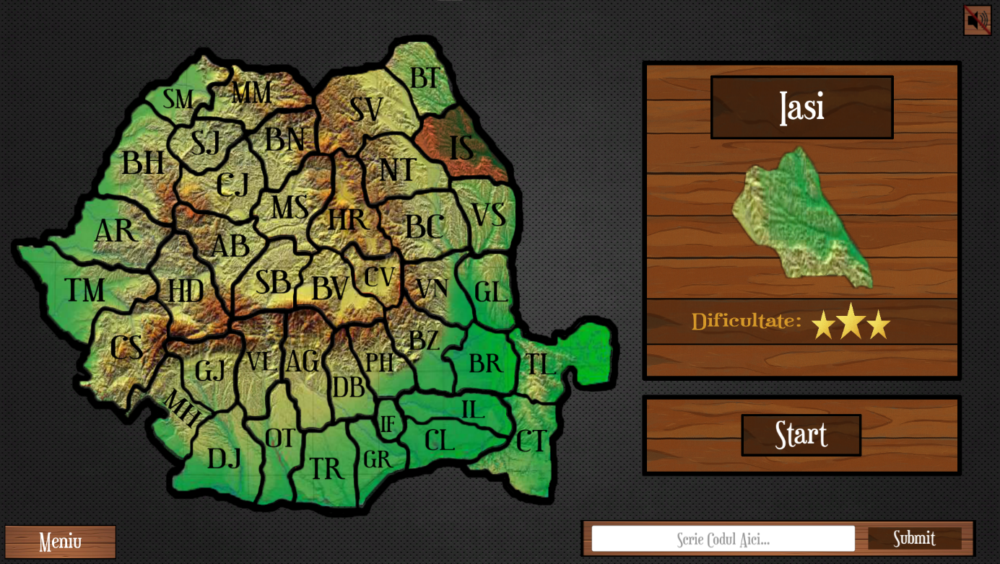 BT
SM
MM
SV
SJ
BN
IS
BH
NT
CJ
MS
HR
BC
VS
AR
AB
TM
HD
SB
BV
CV
VN
GL
CS
GJ
VL
AG
DB
PH
BZ
BR
TL
MH
IL
IF
OT
CL
CT
DJ
TR
GR
Iasi
Dificultate:
Start
Meniu
Scrie Codul Aici...
Submit